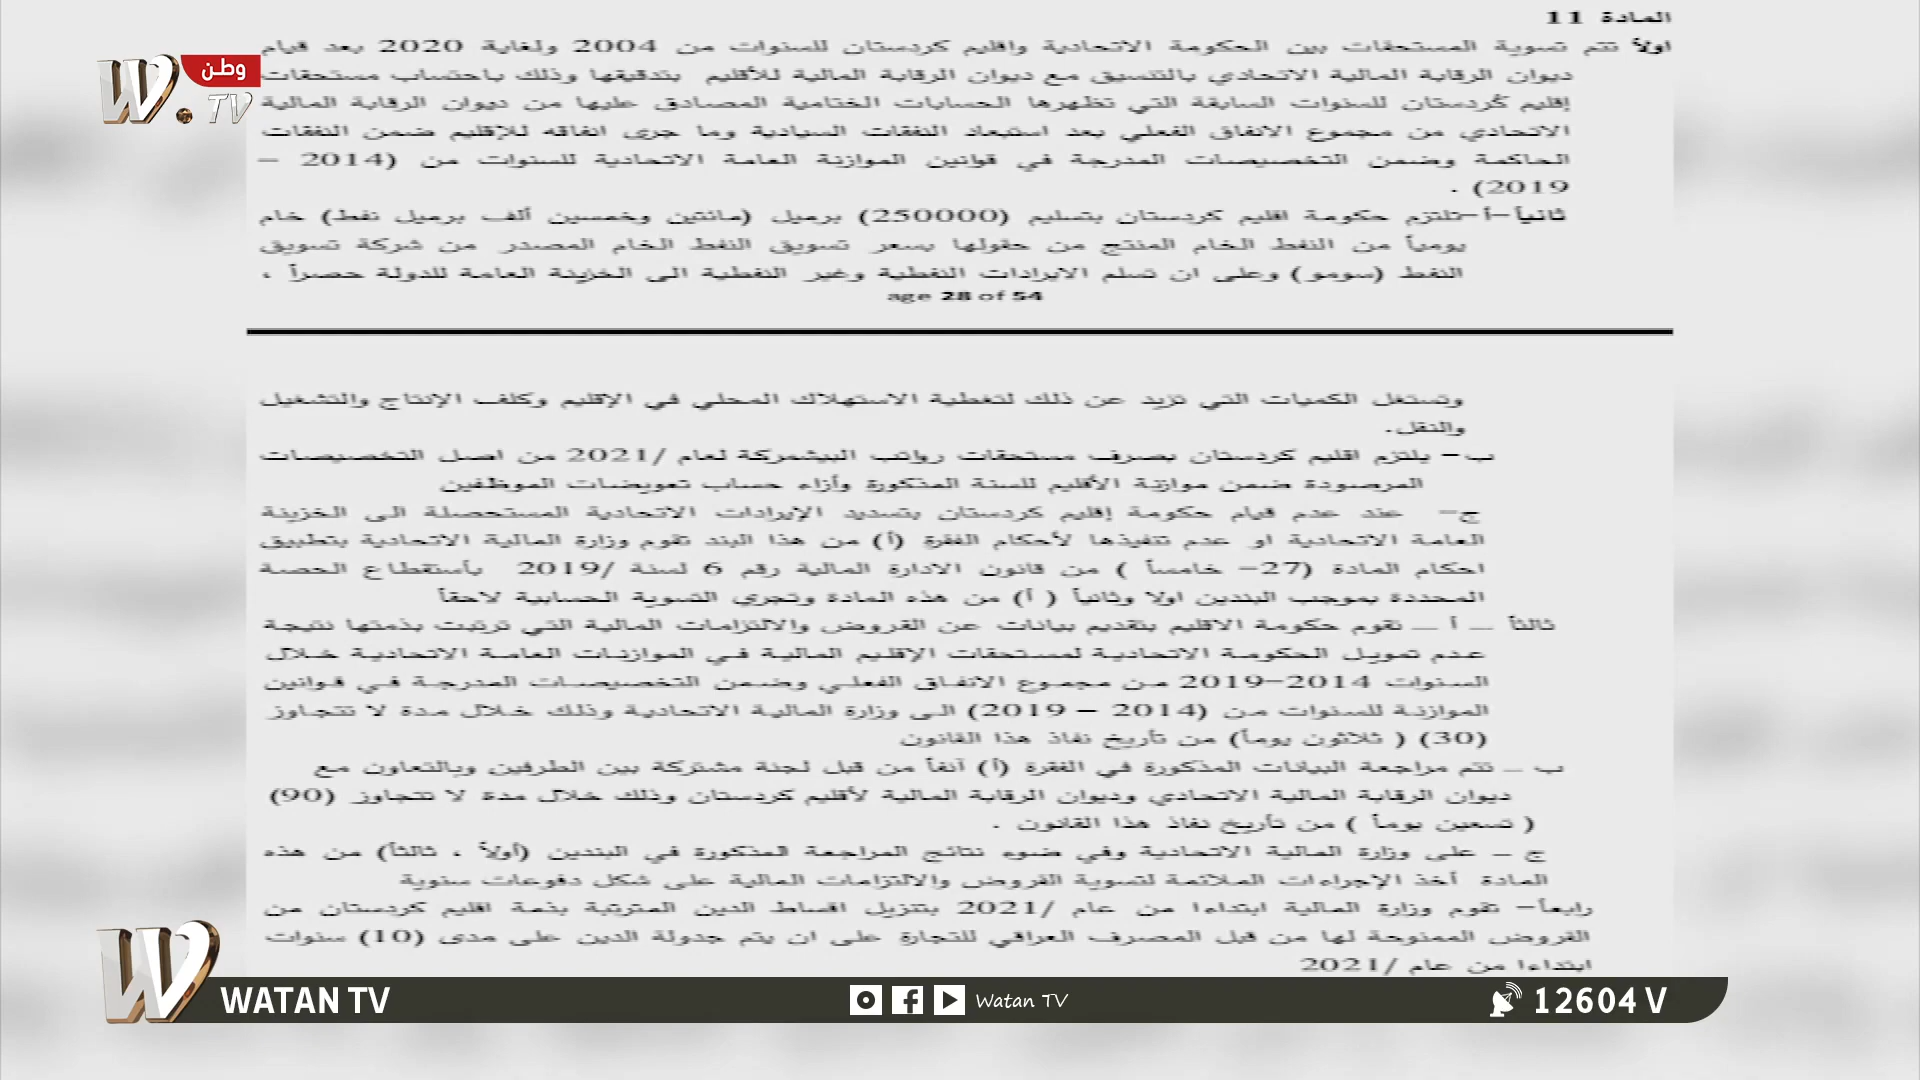 المادة 11
وطن
TV
اولاً تتم تسوية المستحقات بين الحكومة الاتحادية واقليم كردستان للسنوات من 2004 ولغاية 2020 بعد قيام
ديوان الرقابة المالية الاتحادي بالتنسيق مع ديوان الرقابة المالية للأقليم بتدقيقها وذلك باحتساب مستحقات
إقليم كُردستان للسنوات السابقة التي تظهرها الحسابات الختامية المصادق عليها من ديوان الرقابة المالية
الاتحادي من مجموع الانفاق الفعلي بعد استبعاد النفقات السيادية وما جرى انفاقه للإقليم ضمن النفقات
الحاكمة وضمن التخصيصات المدرجة في قوانين الموازنة العامة الاتحادية للسنوات من (2014 –
2019) .
ثانياً-أ-تلتزم حكومة اقليم كردستان بتسليم (250000) برميل (مائتين وخمسين ألف برميل نفط) خام
يومياً من النفط الخام المنتج من حقولها بسعر تسويق النفط الخام المصدر من شركة تسويق
النفط (سومو) وعلى ان تسلم الايرادات النفطية وغير النفطية الى الخزينة العامة للدولة حصراً ،
age 28 of 54
وتستغل الكميات التي تزيد عن ذلك لتغطية الاستهلاك المحلي في الإقليم وكلف الإنتاج والتشغيل
والنقل.
ب- يلتزم اقليم كردستان بصرف مستحقات رواتب البيشمركة لعام /2021 من اصل التخصيصات
المرصودة ضمن موازنة الأقليم للسنة المذكورة وأزاء حساب تعويضات الموظفين
ج- عند عدم قيام حكومة إقليم كردستان بتسديد الإيرادات الاتحادية المستحصلة الى الخزينة
العامة الاتحادية او عدم تنفيذها لأحكام الفقرة (أ) من هذا البند تقوم وزارة المالية الاتحادية بتطبيق
احكام المادة (27- خامساً ) من قانون الادارة المالية رقم 6 لسنة /2019 بأستقطاع الحصة
المحددة بموجب البندين اولا وثانياً ( أ) من هذه المادة وتجري التسوية الحسابية لاحقاً
ثالثاً _ أ _ تقوم حكومة الاقليم بتقديم بيانات عن القروض والالتزامات المالية التي ترتبت بذمتها نتيجة
عدم تمويل الحكومة الاتحادية لمستحقات الإقليم المالية في الموازنات العامة الاتحادية خلال
السنوات 2014-2019 من مجموع الانفاق الفعلي وضمن التخصيصات المدرجة في قوانين
الموازنة للسنوات من (2014 – 2019) الى وزارة المالية الاتحادية وذلك خلال مدة لا تتجاوز
(30) ( ثلاثون يوماً) من تأريخ نفاذ هذا القانون
ب _ تتم مراجعة البيانات المذكورة في الفقرة (أ) آنفاً من قبل لجنة مشتركة بين الطرفين وبالتعاون مع
ديوان الرقابة المالية الاتحادي وديوان الرقابة المالية لأقليم كردستان وذلك خلال مدة لا تتجاوز (90)
( تسعين يوماً ) من تأريخ نفاذ هذا القانون .
ج _ على وزارة المالية الاتحادية وفي ضوء نتائج المراجعة المذكورة في البندين (أولاً ، ثالثاً) من هذه
المادة أخذ الإجراءات الملائمة لتسوية القروض والالتزامات المالية على شكل دفوعات سنوية
رابعاً- تقوم وزارة المالية ابتداءا من عام /2021 بتنزيل اقساط الدين المترتبة بذمة اقليم كردستان من
القروض الممنوحة لها من قبل المصرف العراقي للتجارة على ان يتم جدولة الدين على مدى (10) سنوات
ابتداءا من عام /2021
WATAN TV
Watan TV
12604 V